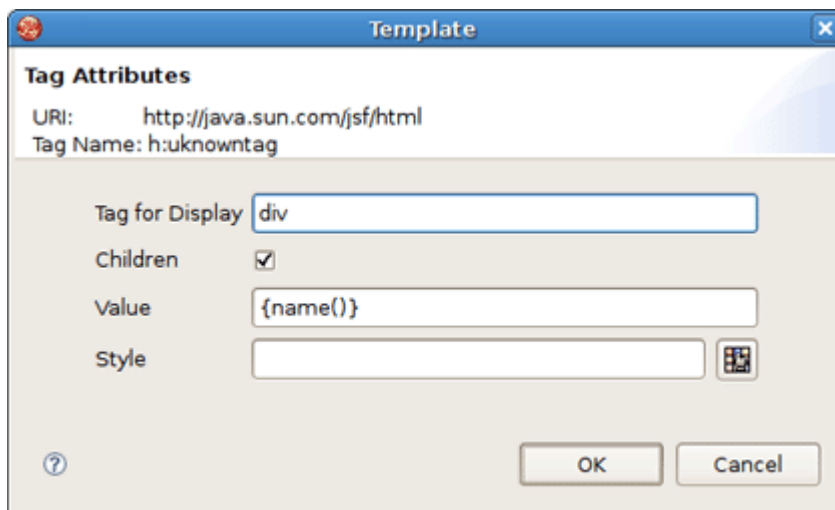 Template
Tag Attributes
URI: http://java.sun.com/jsf/html
Tag Name: h:uknowntag
Tag for Display div
Children
Value {name()}
Style
OK Cancel